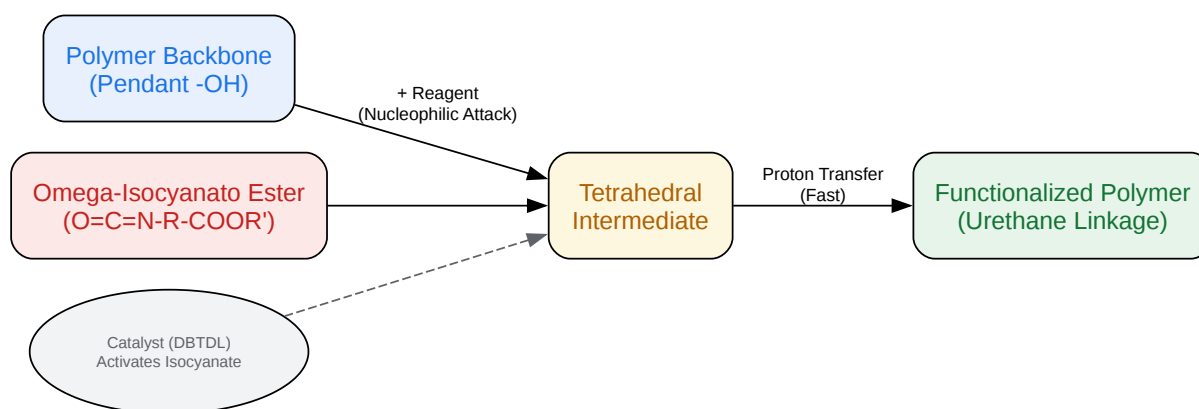 Polymer Backbone
(Pendant -OH)
+ Reagent
(Nucleophilic Attack)
Omega-Isocyanato Ester
(O=C=N-R-COOR')
Tetrahedral
Intermediate
Proton Transfer
(Fast)
Functionalized Polymer
(Urethane Linkage)
Catalyst (DBTDL)
Activates Isocyanate